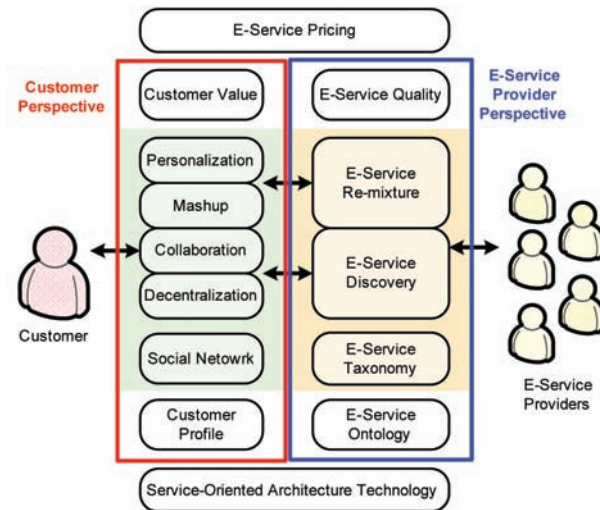 E-Service Pricing
Customer
Perspective
Customer Value
E-Service Quality
E-Service
Provider
Perspective
Personalization
Mashup
Collaboration
Decentralization
E-Service
Re-mixture
E-Service
Discovery
Customer
Social Netowrk
E-Service
Taxonomy
E-Service
Providers
Customer
Profile
E-Service
Ontology
Service-Oriented Architecture Technology